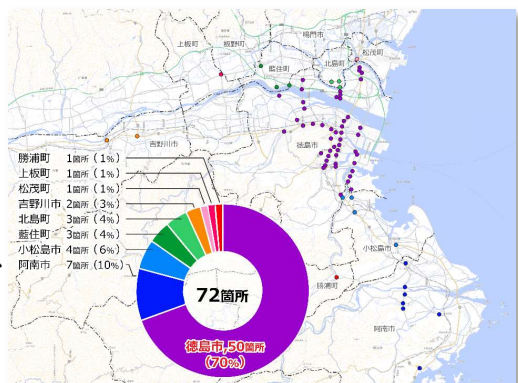 鳴門市
上板町
板野町
松茂町
北島町
藍住町
吉野川市
徳島市
勝浦町 1箇所(1%)
上板町 1箇所(1%)
松茂町 1箇所(1%)
吉野川市 2箇所(3%)
北島町 3箇所(4%)
藍住町 3箇所(4%)
小松島市 4箇所(6%)
阿南市 7箇所(10%)
小松島市
勝浦町
72箇所
阿南市
徳島市,50箇所
(70%)